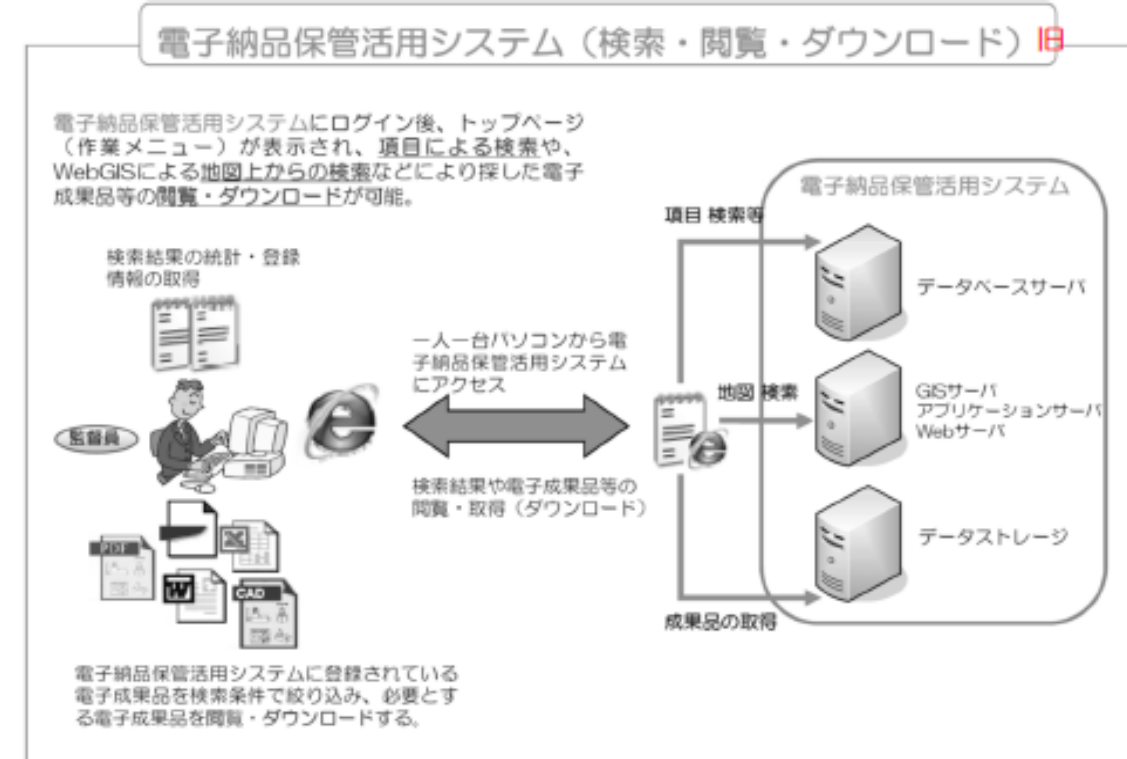 電子納品保管活用システム（検索・閲覧・ダウンロード）旧
電子納品保管活用システムにログイン後、トップページ
（作業メニュー）が表示され、項目による検索や、
WebGISによる地図上からの検索などにより探した電子
成果品等の閲覧・ダウンロードが可能。
検索結果の統計・登録
情報の取得
監督員
PDF
W
CAD
電子納品保管活用システムに登録されている
電子成果品を検索条件で絞り込み、必要とす
る電子成果品を閲覧・ダウンロードする。
一人一台パソコンから電
子納品保管活用システム
にアクセス
検索結果や電子成果品等の
閲覧・取得（ダウンロード）
項目 検索等
地図 検索
成果品の取得
電子納品保管活用システム
データベースサーバ
GISサーバ
アプリケーションサーバ
Webサーバ
データストレージ